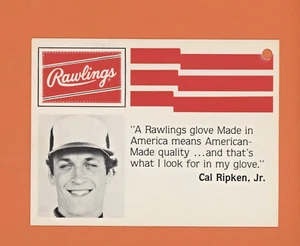 Rawlings
"A Rawlings glove Made in
America means American-
Made quality ...and that's
what I look for in my glove."
Cal Ripken, Jr.